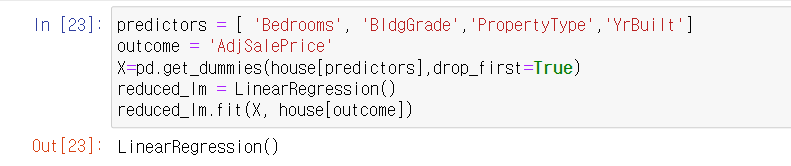 In [23]: predictors = [ 'Bedrooms', 'BldgGrade','PropertyType','YrBuilt']
outcome = 'AdjSalePrice'
X=pd.get_dummies(house[predictors],drop_first=True)
reduced_lm = LinearRegression()
reduced_lm.fit(X, house[outcome])
Out[23]: LinearRegression()